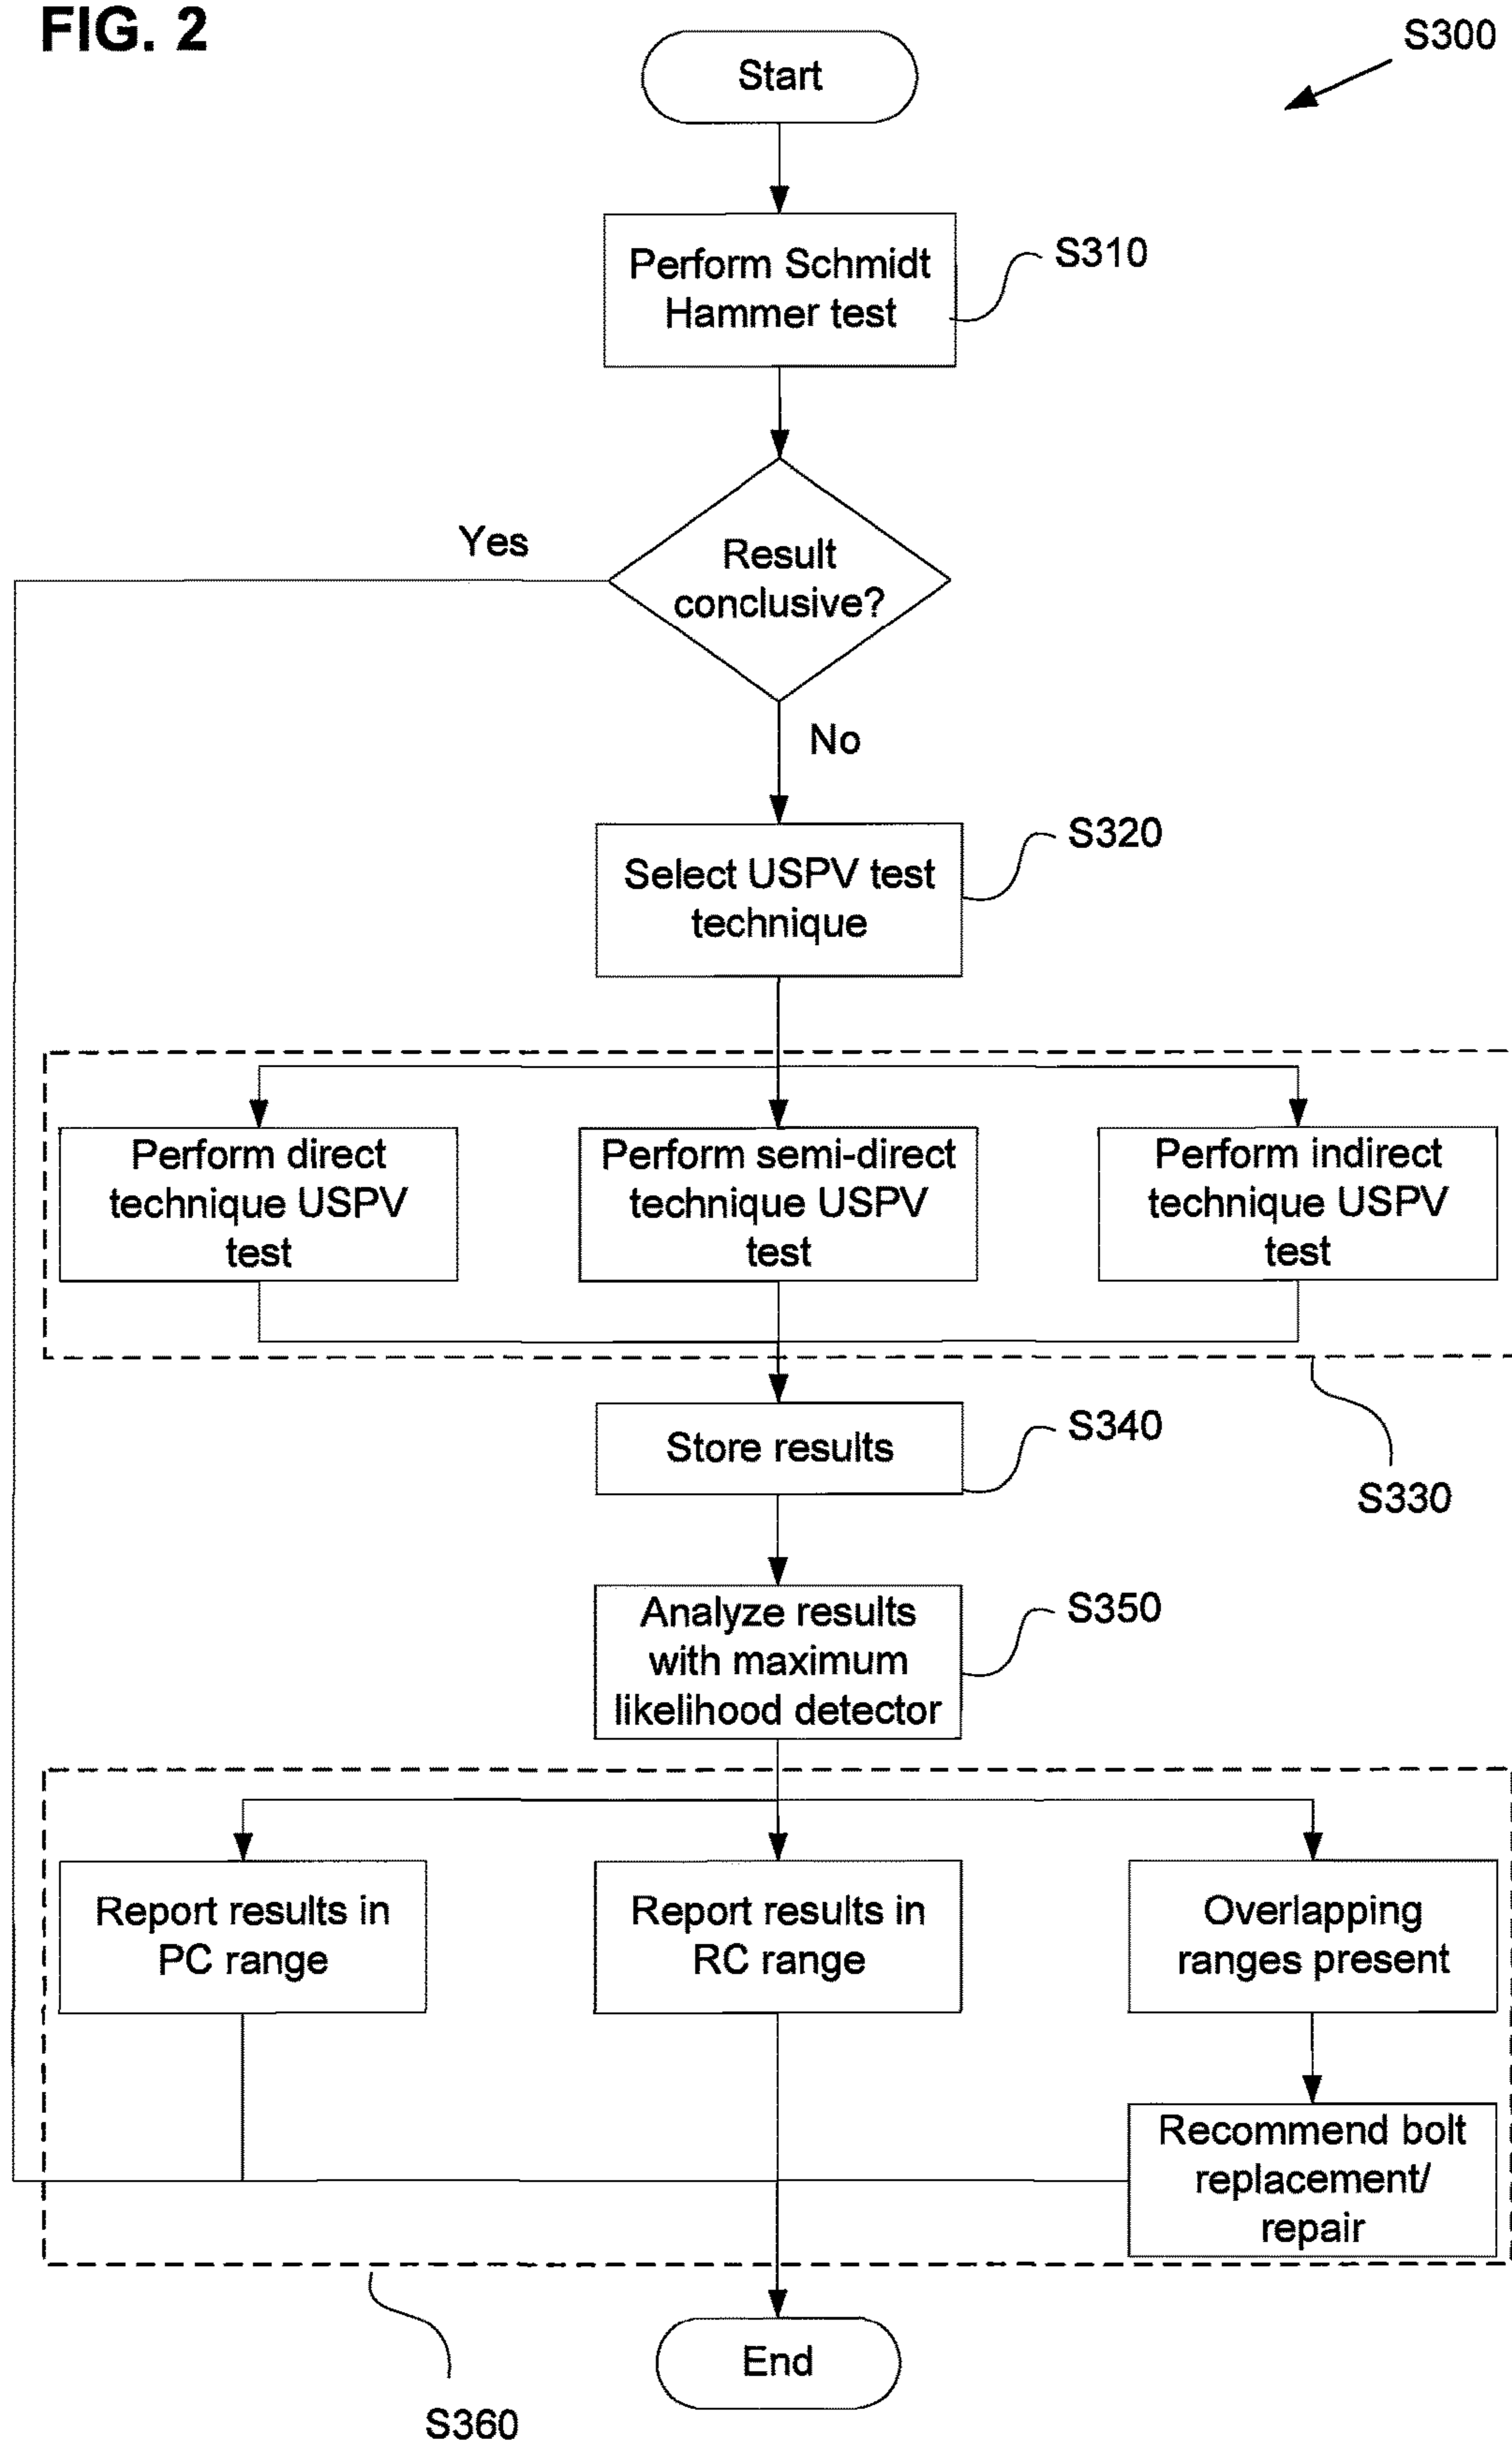 FIG. 2
S300
Start
Perform Schmidt
Hammer test
S310
Yes
Result
conclusive?
No
S320
Select USPV test
technique
Perform direct
technique USPV
test
Perform semi-direct
technique USPV
test
Perform indirect
technique USPV
test
Store results
S340
S330
Analyze results
with maximum
likelihood detector
S350
Report results in
PC range
Report results in
RC range
Overlapping
ranges present
Recommend bolt
replacement/
repair
End
S360